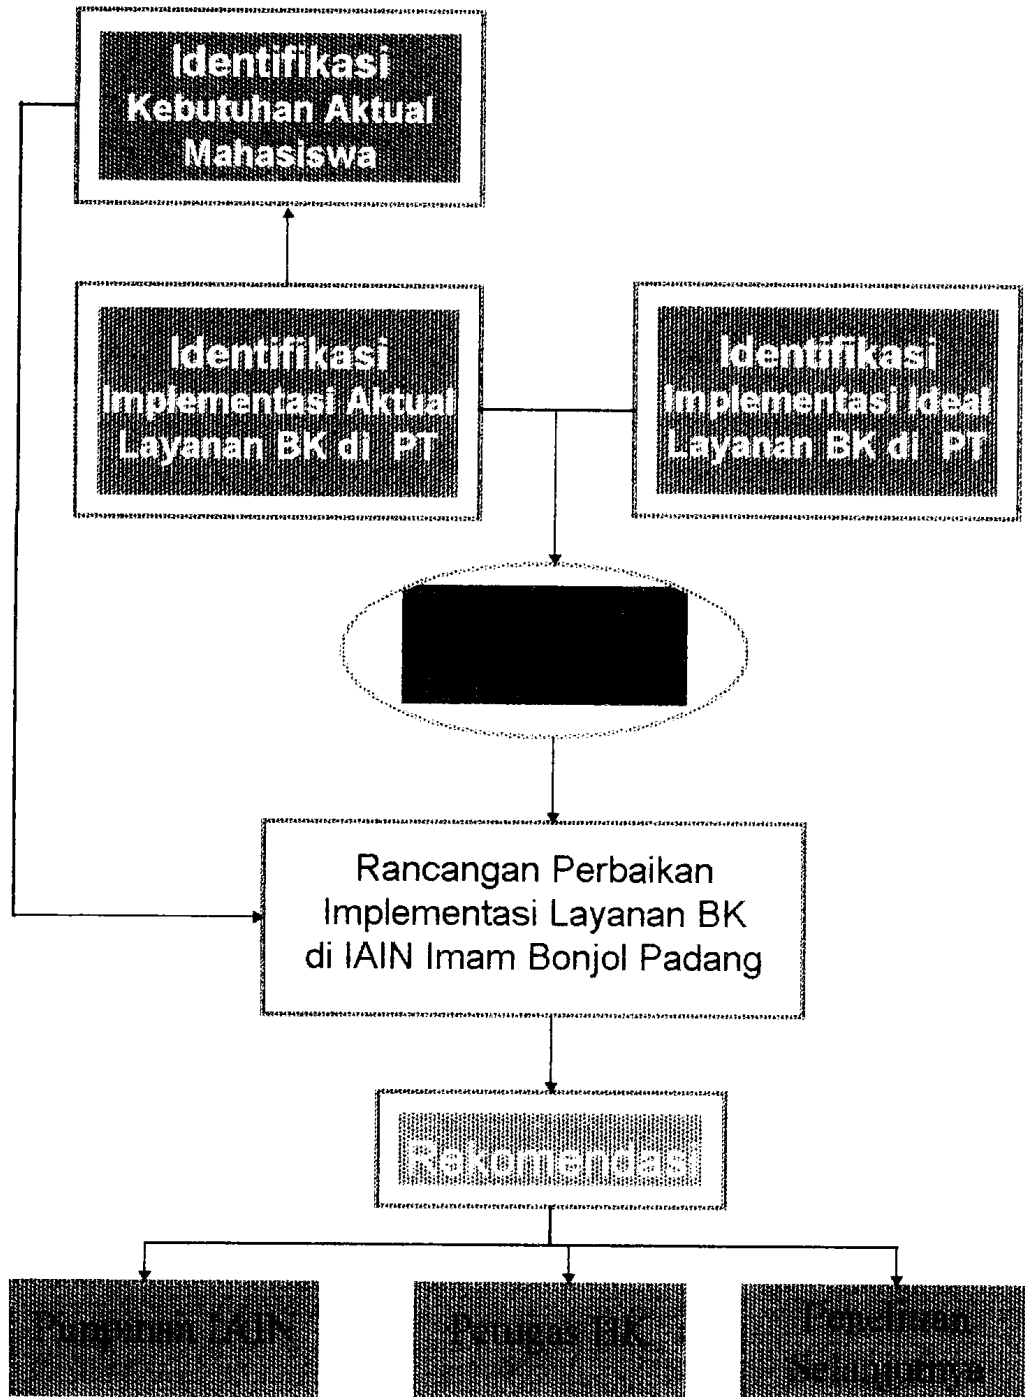 Identifikasi
Kebutuhan Aktual
Mahasiswa
Identifikasi
Implementasi Aktual
Layanan BK di PT
Identifikasi
Implementasi Ideal
Layanan BK di PT
Rancangan Perbaikan
Implementasi Layanan BK
di IAIN Imam Bonjol Padang
Rekomendasi
Pimpinan IAIN
Petugas BK
Penelitian
Selanjutnya